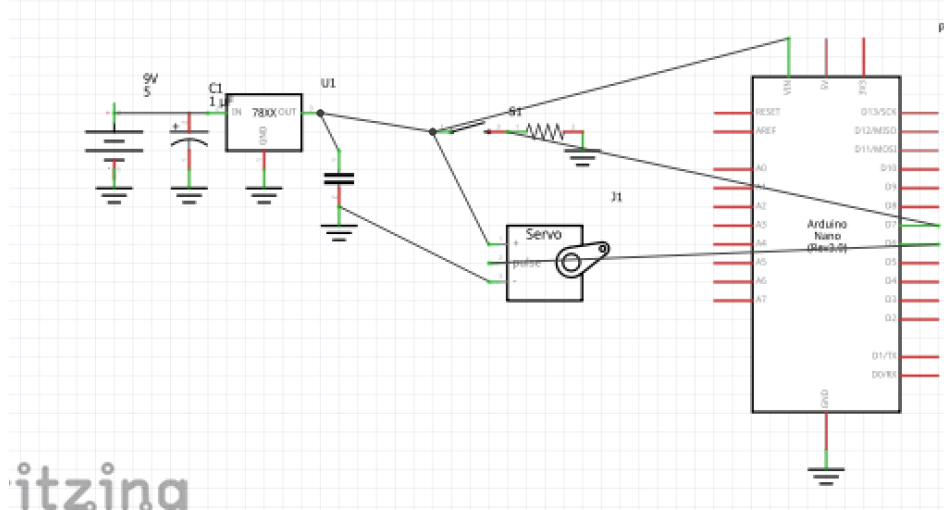 9V
5
C1
1 µF
U1
IN
78XX
OUT
GND
S1
J1
Servo
+
pulse
-
VIN
5V
3V3
RESET
AREF
A0
A1
A2
A3
A4
A5
A6
A7
D13/SCK
D12/MISO
D11/MOSI
D10
D9
D8
D7
D6
D5
D4
D3
D2
D1/TX
D0/RX
Arduino
Nano
(Rev3.0)
GND
itzing